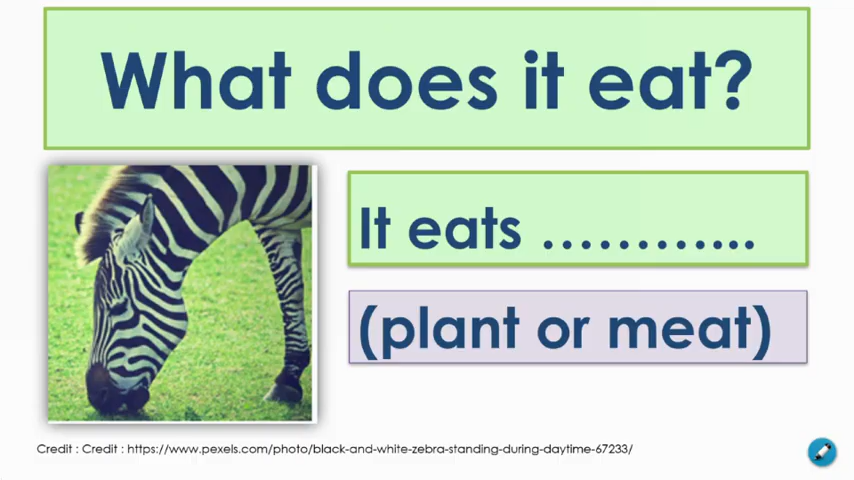 What does it eat?
It eats …………...
(plant or meat)
Credit : Credit : https://www.pexels.com/photo/black-and-white-zebra-standing-during-daytime-67233/